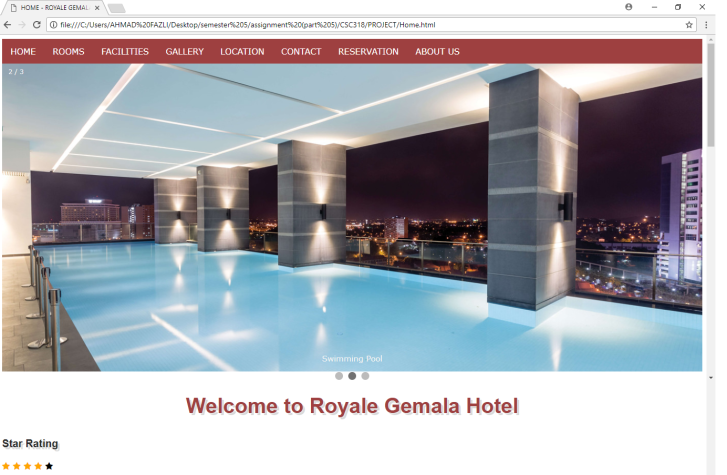 HOME - ROYALE GEMALA
file:///C:/Users/AHMAD%20FAZLI/Desktop/semester%205/assignment%20(part%205)/CSC318/PROJECT/Home.html
HOME ROOMS FACILITIES GALLERY LOCATION CONTACT RESERVATION ABOUT US
2 / 3
Swimming Pool
Welcome to Royale Gemala Hotel
Star Rating